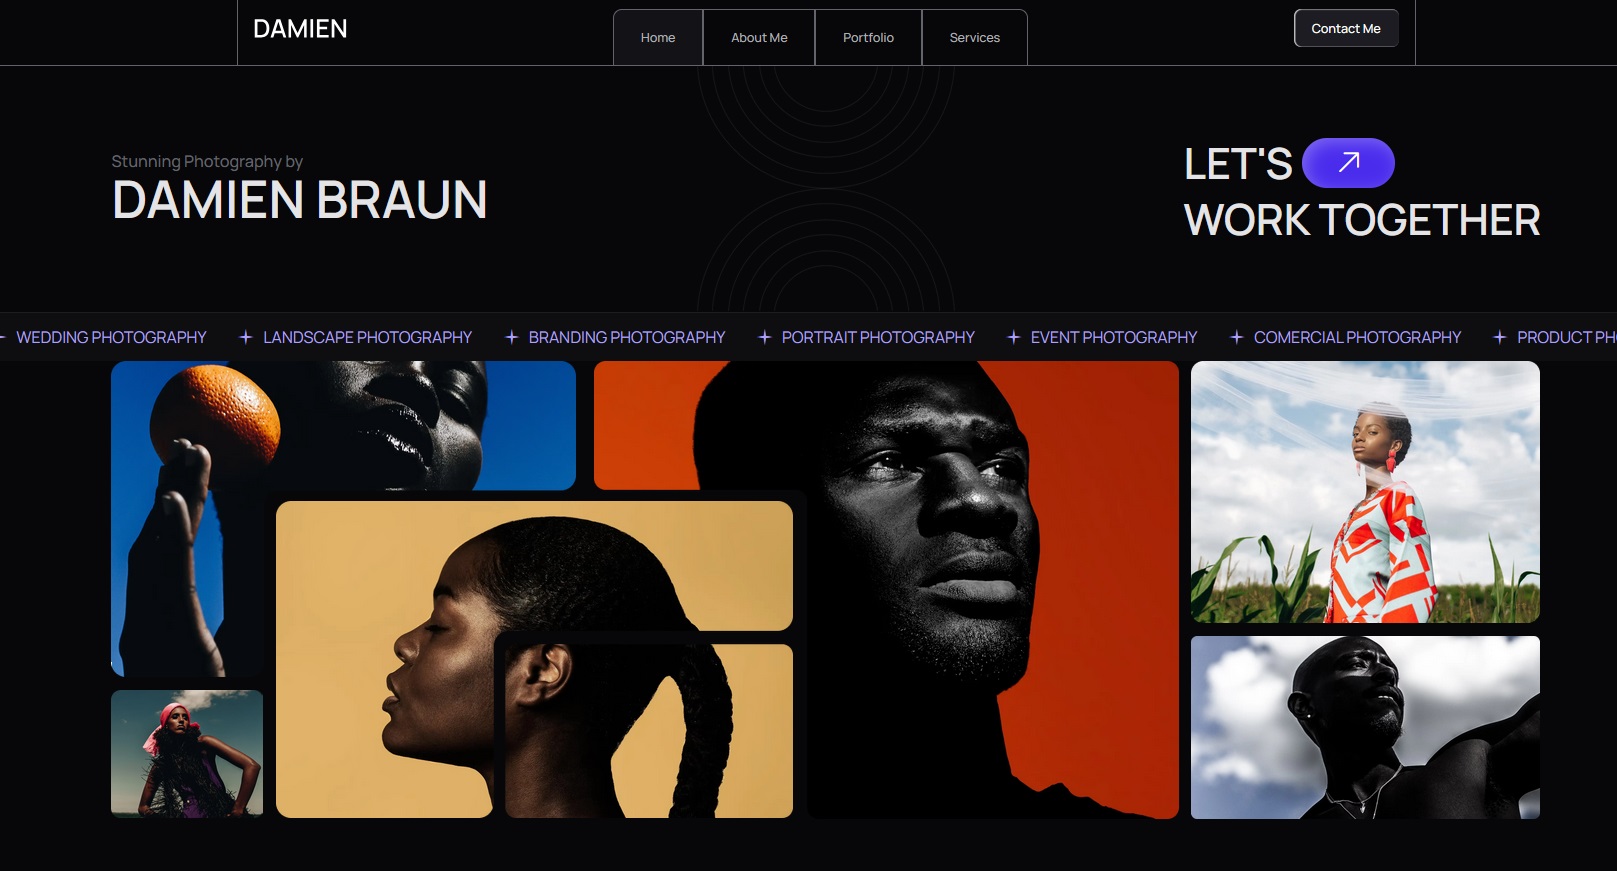 DAMIEN
Home
About Me
Portfolio
Services
Contact Me
Stunning Photography by
DAMIEN BRAUN
LET'S
WORK TOGETHER
WEDDING PHOTOGRAPHY
LANDSCAPE PHOTOGRAPHY
BRANDING PHOTOGRAPHY
PORTRAIT PHOTOGRAPHY
EVENT PHOTOGRAPHY
COMERCIAL PHOTOGRAPHY
PRODUCT